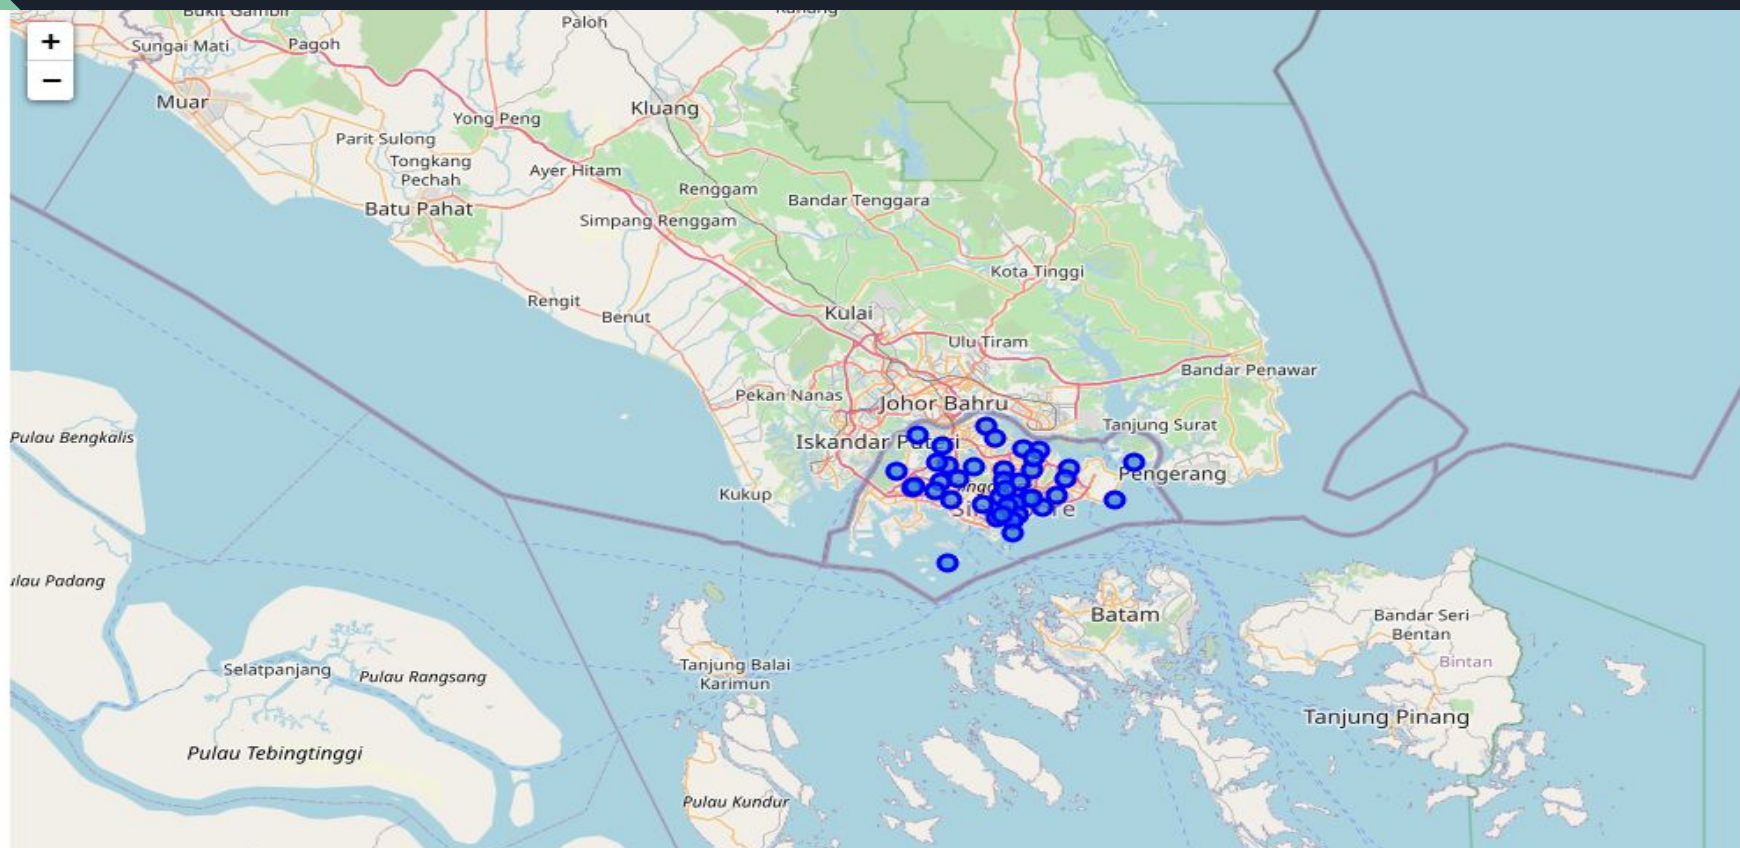 Bukit Gambir
Paloh
+
Sungai Mati
Pagoh
−
Muar
Kluang
Yong Peng
Parit Sulong
Tongkang
Pechah
Ayer Hitam
Renggam
Bandar Tenggara
Batu Pahat
Simpang Renggam
Kota Tinggi
Rengit
Benut
Kulai
Ulu Tiram
Bandar Penawar
Pekan Nanas
Johor Bahru
Tanjung Surat
Pulau Bengkalis
Pengerang
Kukup
Batam
Bandar Seri
Bentan
Bintan
Selatpanjang
Pulau Rangsang
Tanjung Balai
Karimun
Tanjung Pinang
Pulau Tebingtinggi
Pulau Kundur